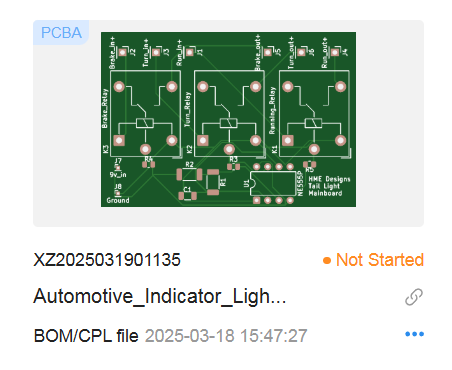 PCBA
Brake_in+ J2 Turn_in+ J3 Run_in+ J1 Brake_out+ J5 Turn_out+ J6 Run_out+ J4
Brake_Relay Turn_Relay Running_Relay
K3 K2 K1
J7 R4 R3 R5
9v_in R2
J8 C1 R1 U1 NE555P HME Designs
Tail Light
Ground Mainboard
XZ2025031901135 Not Started
Automotive_Indicator_Ligh...
BOM/CPL file 2025-03-18 15:47:27